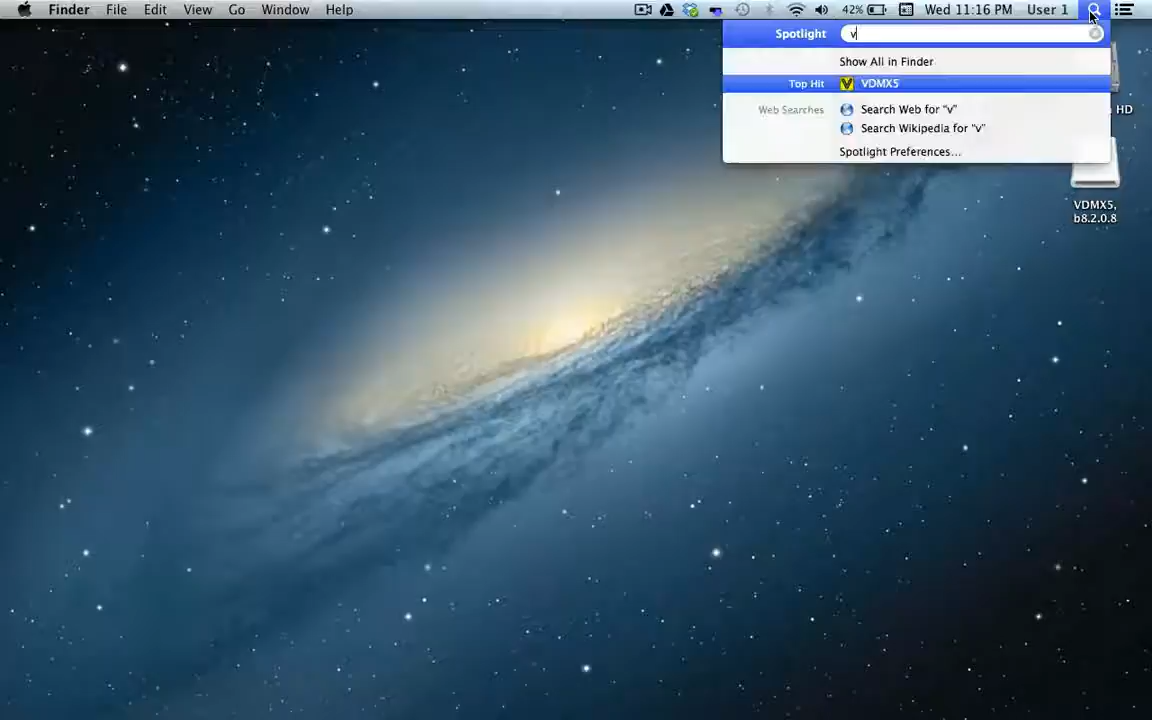 Finder File Edit View Go Window Help 42% Wed 11:16 PM User 1
Spotlight v
Show All in Finder
Top Hit VDMX5
Web Searches Search Web for "v"
Search Wikipedia for "v"
Spotlight Preferences...
HD
VDMX5,
b8.2.0.8